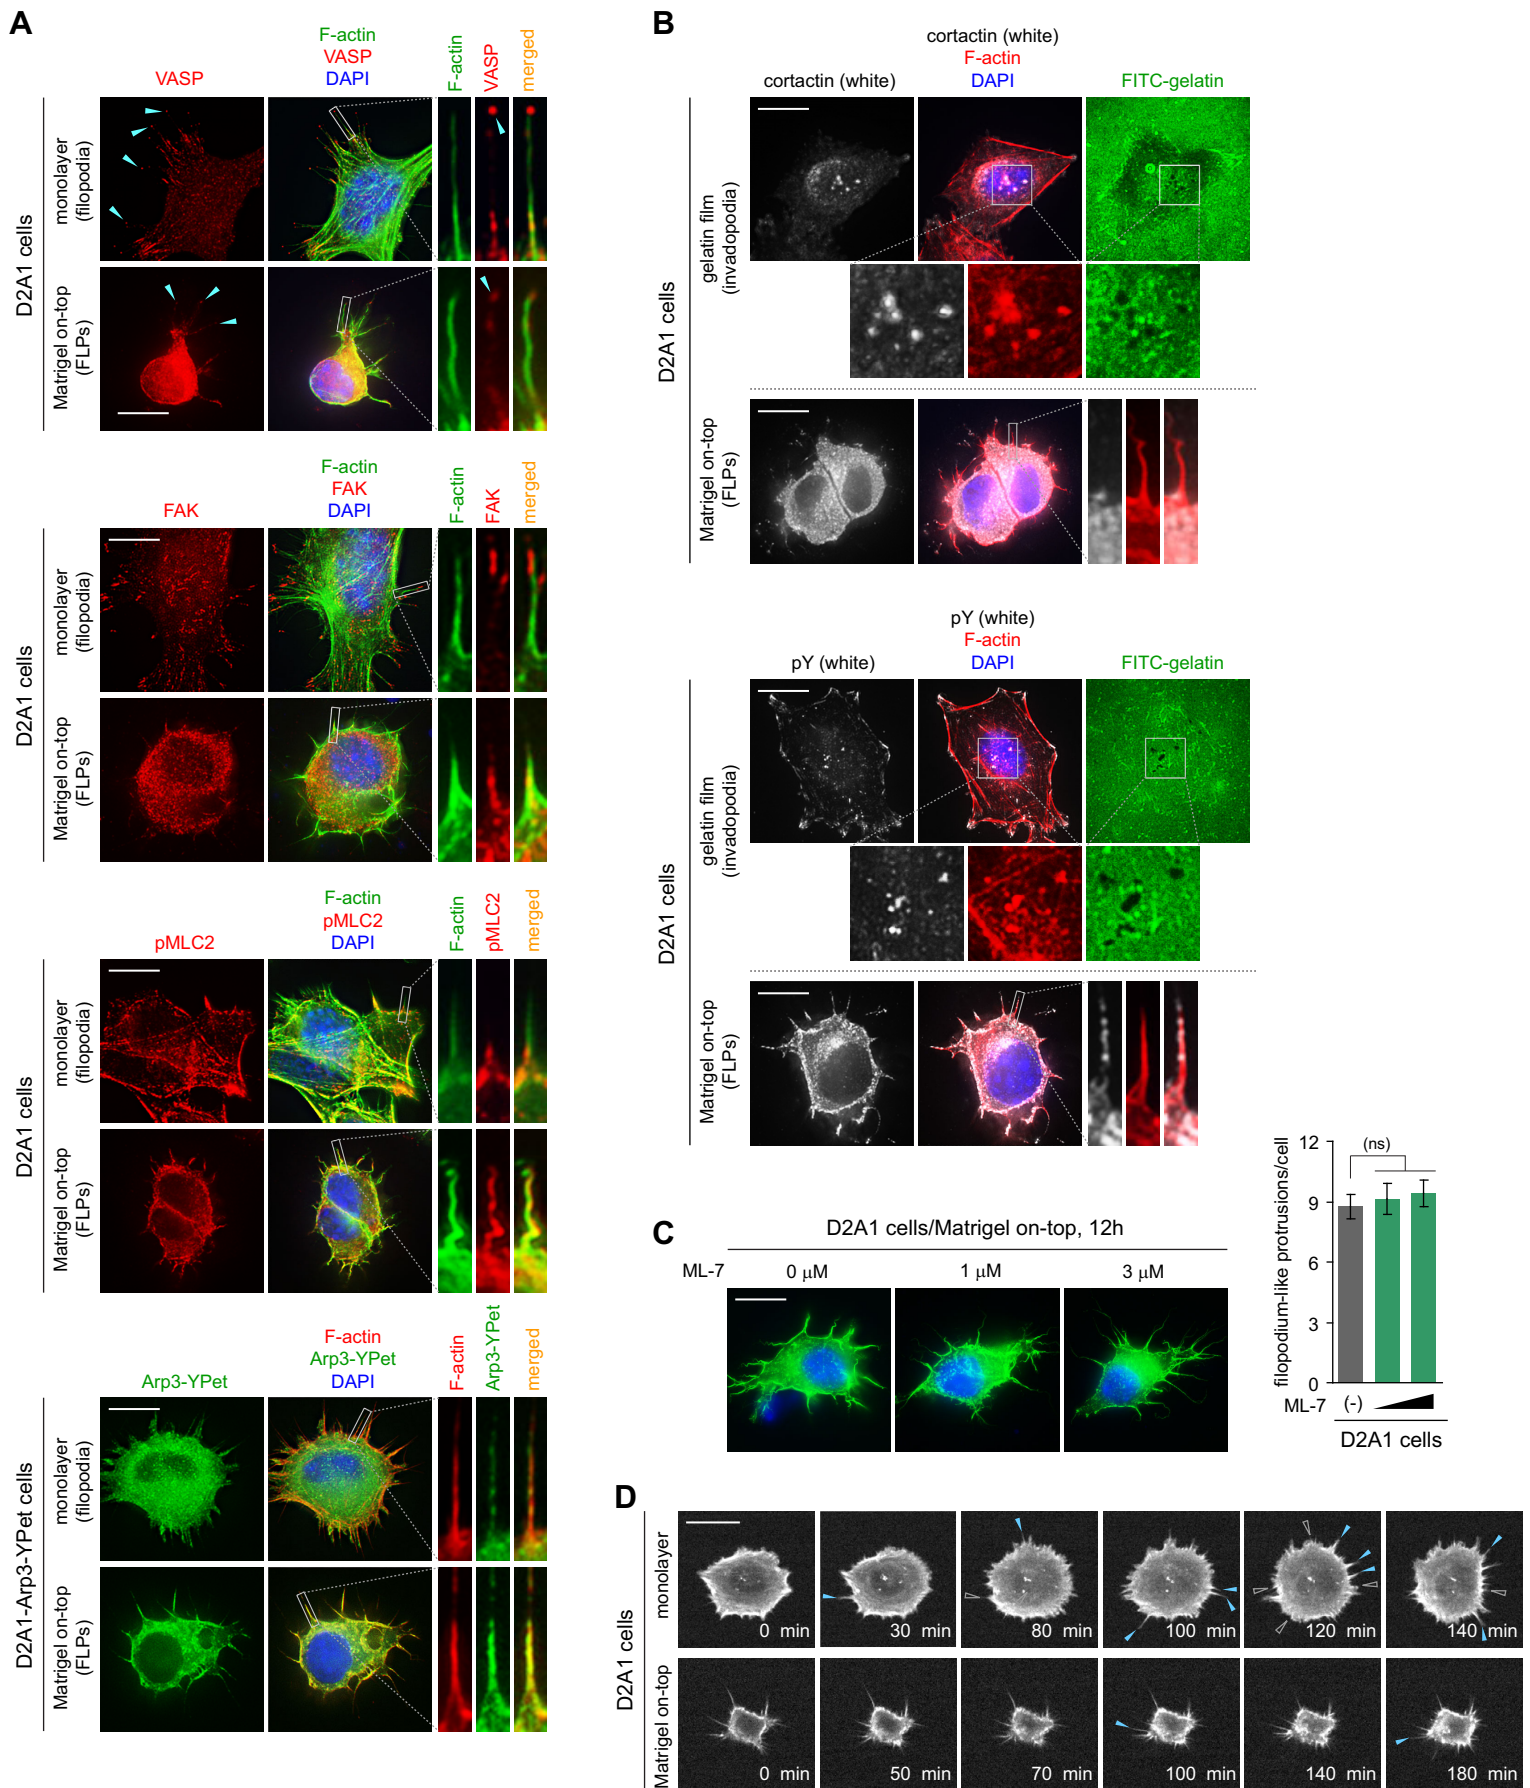 A
F-actin
VASP
VASP
DAPI
F-actin
VASP
merged
D2A1 cells
monolayer
(filopodia)
Matrigel on-top
(FLPs)
F-actin
FAK
FAK
DAPI
F-actin
FAK
merged
D2A1 cells
monolayer
(filopodia)
Matrigel on-top
(FLPs)
F-actin
pMLC2
pMLC2
DAPI
F-actin
pMLC2
merged
D2A1 cells
monolayer
(filopodia)
Matrigel on-top
(FLPs)
F-actin
Arp3-YPet
Arp3-YPet
DAPI
F-actin
Arp3-YPet
merged
D2A1-Arp3-YPet cells
monolayer
(filopodia)
Matrigel on-top
(FLPs)
B
cortactin (white)
F-actin
cortactin (white)
DAPI
FITC-gelatin
D2A1 cells
gelatin film
(invadopodia)
Matrigel on-top
(FLPs)
pY (white)
F-actin
pY (white)
DAPI
FITC-gelatin
D2A1 cells
gelatin film
(invadopodia)
Matrigel on-top
(FLPs)
C
D2A1 cells/Matrigel on-top, 12h
ML-7
0 μM
1 μM
3 μM
filopodium-like protrusions/cell
12
9
6
3
0
(ns)
ML-7
(-)
D2A1 cells
D
D2A1 cells
monolayer
0 min
30 min
80 min
100 min
120 min
140 min
Matrigel on-top
0 min
50 min
70 min
100 min
140 min
180 min